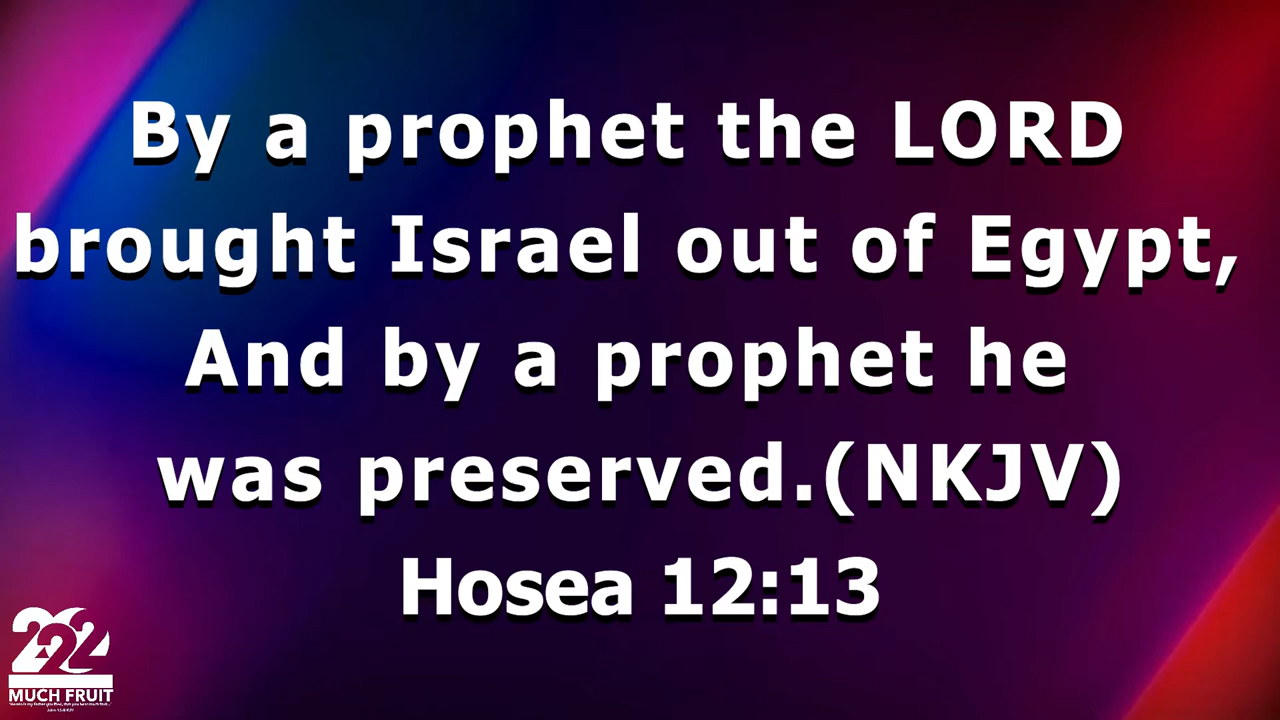 By a prophet the LORD
brought Israel out of Egypt,
And by a prophet he
was preserved.(NKJV)
Hosea 12:13
MUCH FRUIT